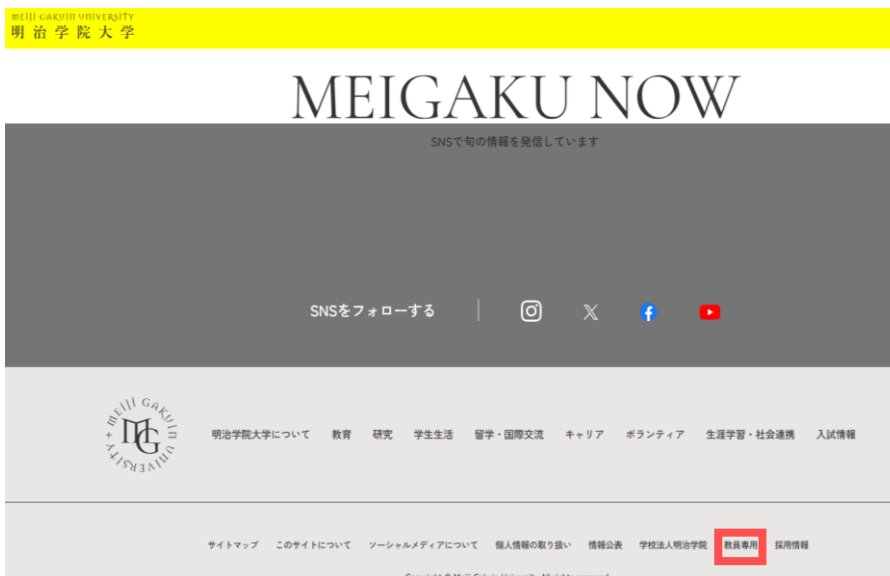 MEIJI GAKUIN UNIVERSITY
明治学院大学
MEIGAKU NOW
SNSで旬の情報を発信しています
SNSをフォローする
MEIJI GAKUIN UNIVERSITY
MG
明治学院大学について 教育 研究 学生生活 留学・国際交流 キャリア ボランティア 生涯学習・社会連携 入試情報
サイトマップ このサイトについて ソーシャルメディアについて 個人情報の取り扱い 情報公表 学校法人明治学院 教員専用 採用情報